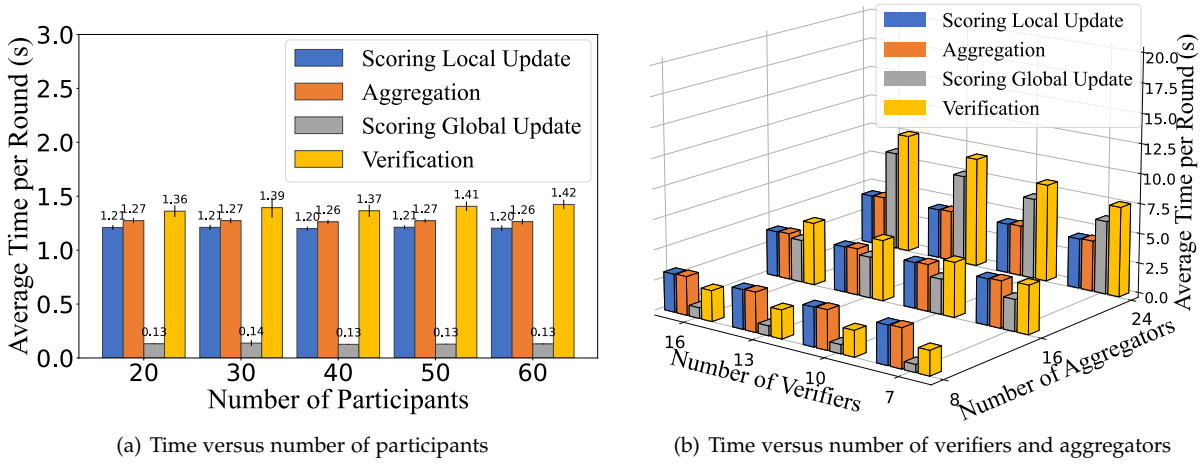 3.0
2.5
2.0
1.5
1.0
0.5
0.0
Average Time per Round (s)
Scoring Local Update
Aggregation
Scoring Global Update
Verification
1.21 1.27 0.13 1.36
1.21 1.27 0.14 1.39
1.20 1.26 0.13 1.37
1.21 1.27 0.13 1.41
1.20 1.26 0.13 1.42
20 30 40 50 60
Number of Participants
(a) Time versus number of participants
Scoring Local Update
Aggregation
Scoring Global Update
Verification
20.0
17.5
15.0
12.5
10.0
7.5
5.0
2.5
0.0
Average Time per Round (s)
16 13 10 7
Number of Verifiers
8 16 24
Number of Aggregators
(b) Time versus number of verifiers and aggregators